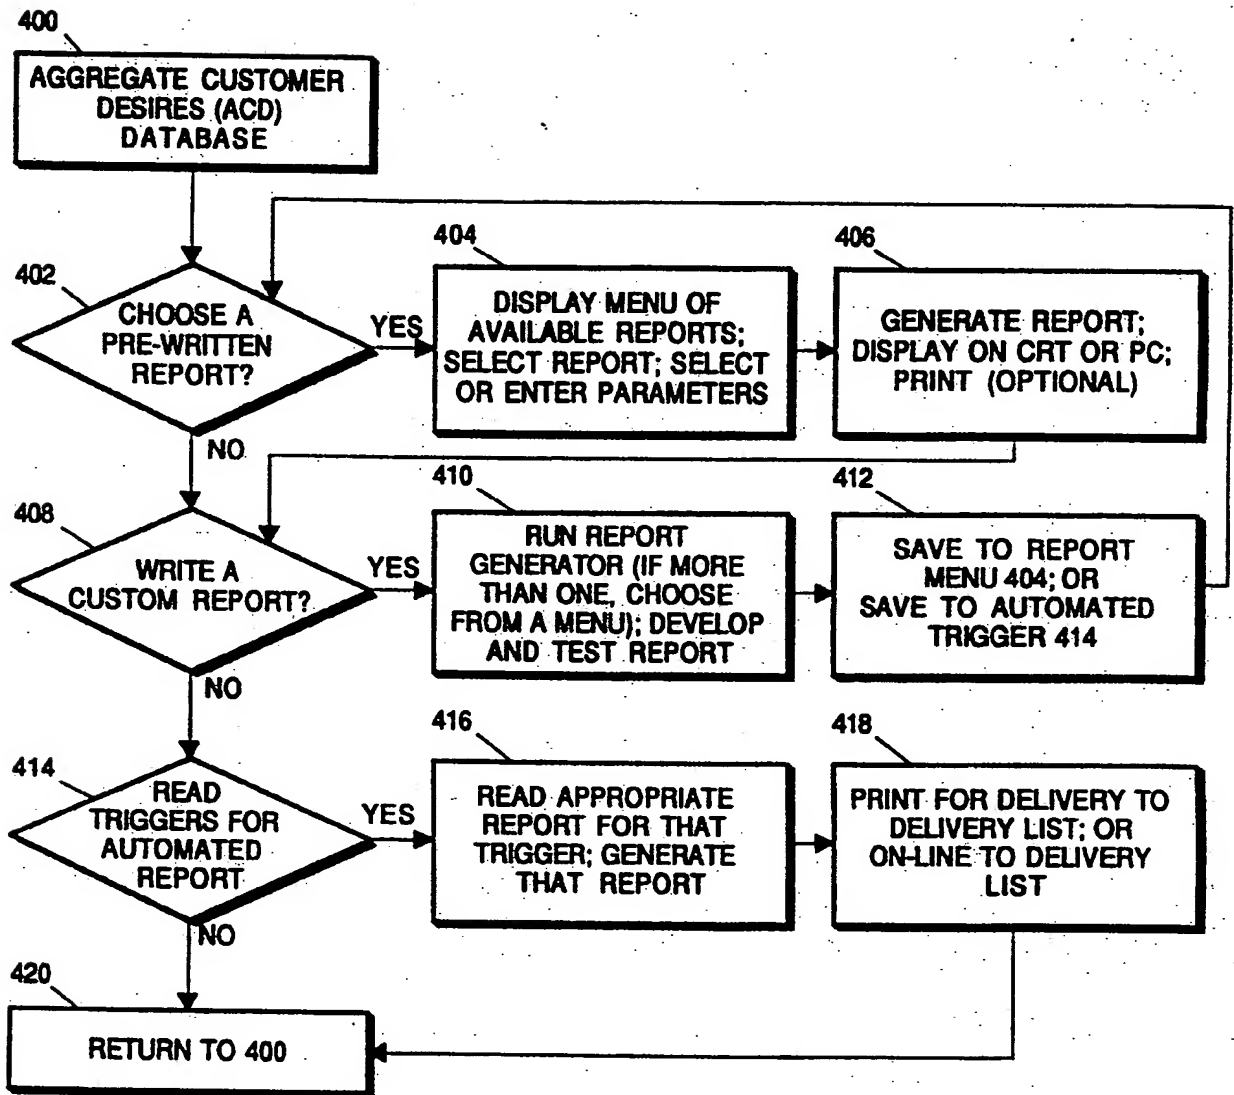 400
AGGREGATE CUSTOMER
DESIRES (ACD)
DATABASE
402
CHOOSE A
PRE-WRITTEN
REPORT?
YES
NO
404
DISPLAY MENU OF
AVAILABLE REPORTS;
SELECT REPORT; SELECT
OR ENTER PARAMETERS
406
GENERATE REPORT;
DISPLAY ON CRT OR PC;
PRINT (OPTIONAL)
408
WRITE A
CUSTOM REPORT?
YES
NO
410
RUN REPORT
GENERATOR (IF MORE
THAN ONE, CHOOSE
FROM A MENU); DEVELOP
AND TEST REPORT
412
SAVE TO REPORT
MENU 404; OR
SAVE TO AUTOMATED
TRIGGER 414
414
READ
TRIGGERS FOR
AUTOMATED
REPORT
YES
NO
416
READ APPROPRIATE
REPORT FOR THAT
TRIGGER; GENERATE
THAT REPORT
418
PRINT FOR DELIVERY TO
DELIVERY LIST; OR
ON-LINE TO DELIVERY
LIST
420
RETURN TO 400